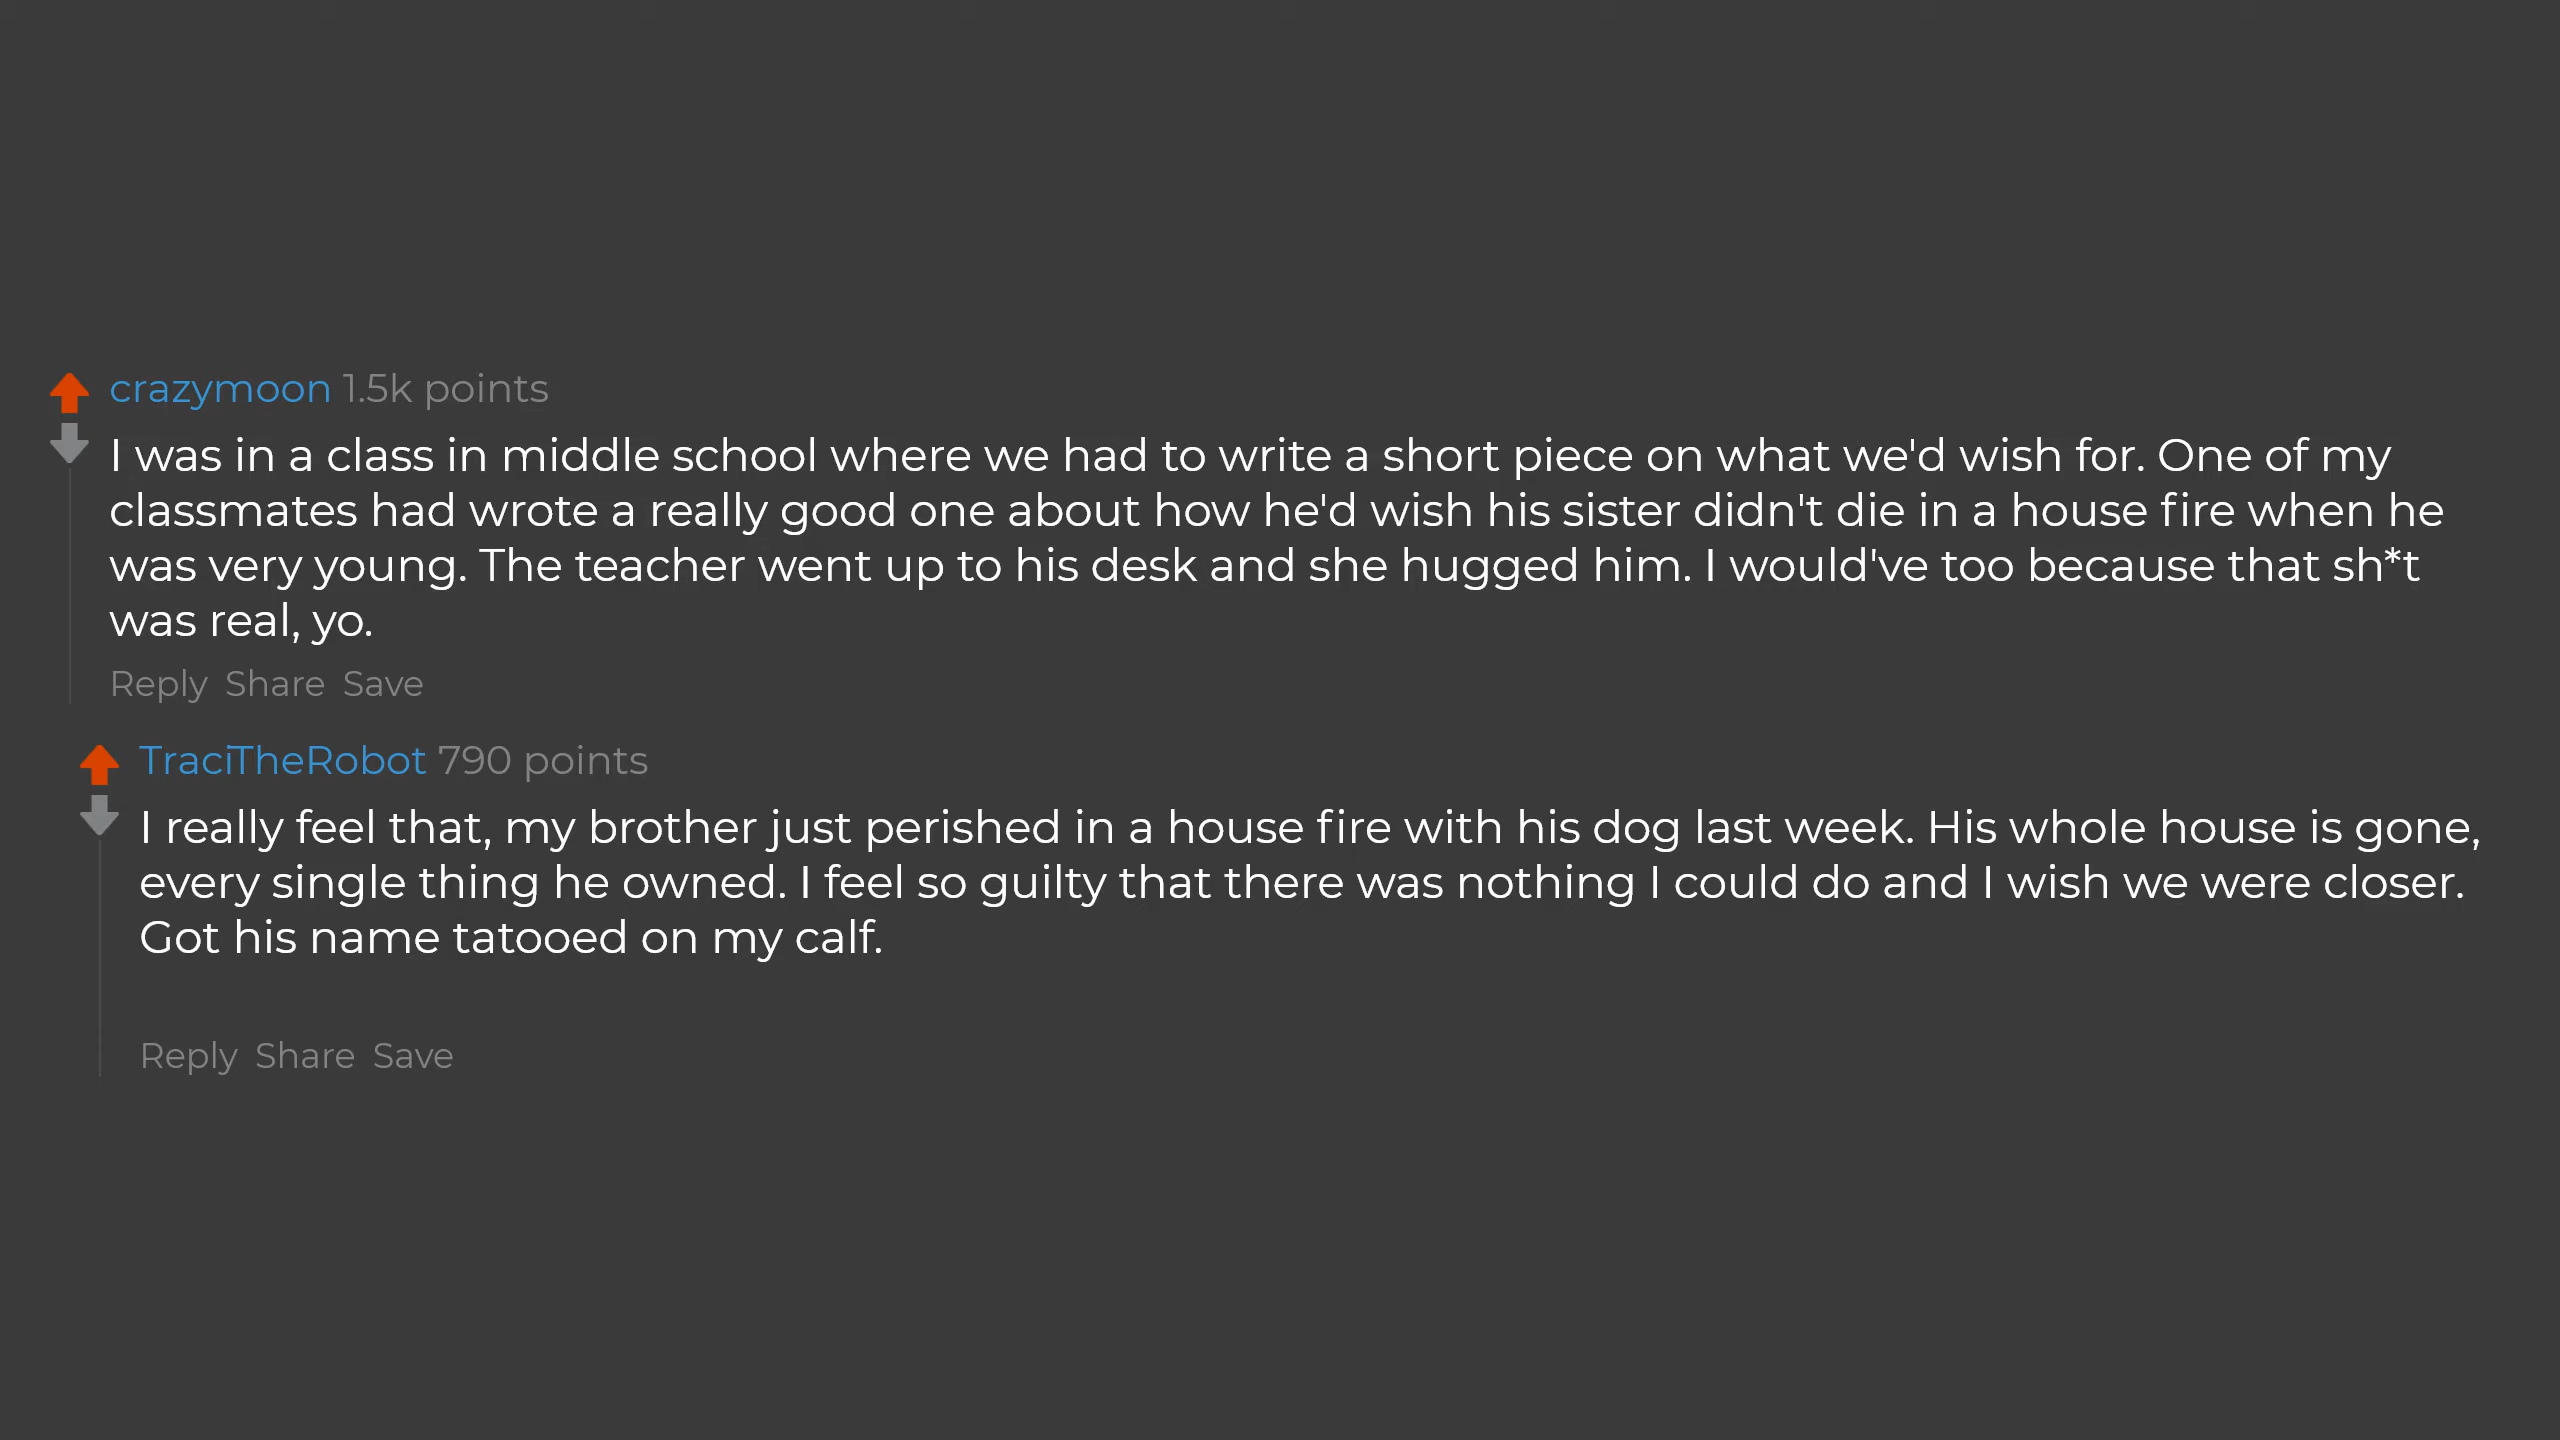 crazymoon 1.5k points
I was in a class in middle school where we had to write a short piece on what we'd wish for. One of my
classmates had wrote a really good one about how he'd wish his sister didn't die in a house fire when he
was very young. The teacher went up to his desk and she hugged him. I would've too because that sh*t
was real, yo.
Reply Share Save
TraciTheRobot 790 points
I really feel that, my brother just perished in a house fire with his dog last week. His whole house is gone,
every single thing he owned. I feel so guilty that there was nothing I could do and I wish we were closer.
Got his name tatooed on my calf.
Reply Share Save